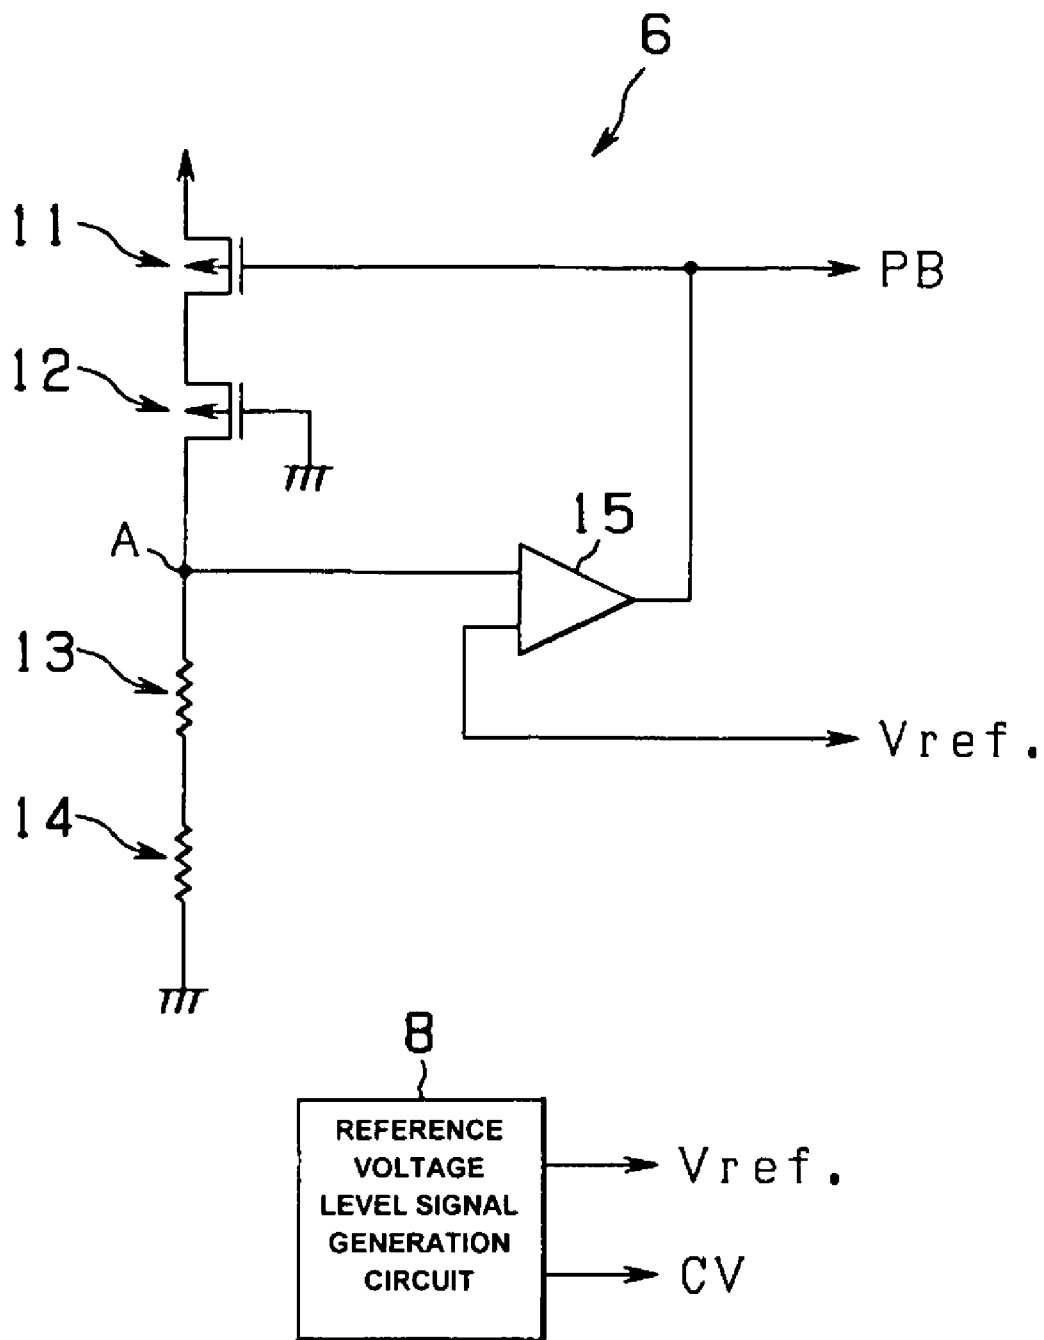 6
11
PB
12
15
A
13
Vref.
14
8
REFERENCE
VOLTAGE
LEVEL SIGNAL
GENERATION
CIRCUIT
Vref.
CV